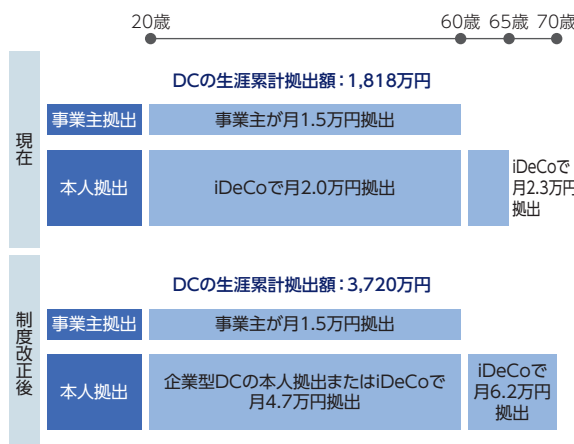 20歳 60歳 65歳 70歳
DCの生涯累計拠出額：1,818万円
現在
事業主拠出
事業主が月1.5万円拠出
本人拠出
iDeCoで月2.0万円拠出
iDeCoで
月2.3万円
拠出
DCの生涯累計拠出額：3,720万円
制度改正後
事業主拠出
事業主が月1.5万円拠出
本人拠出
企業型DCの本人拠出またはiDeCoで
月4.7万円拠出
iDeCoで
月6.2万円
拠出